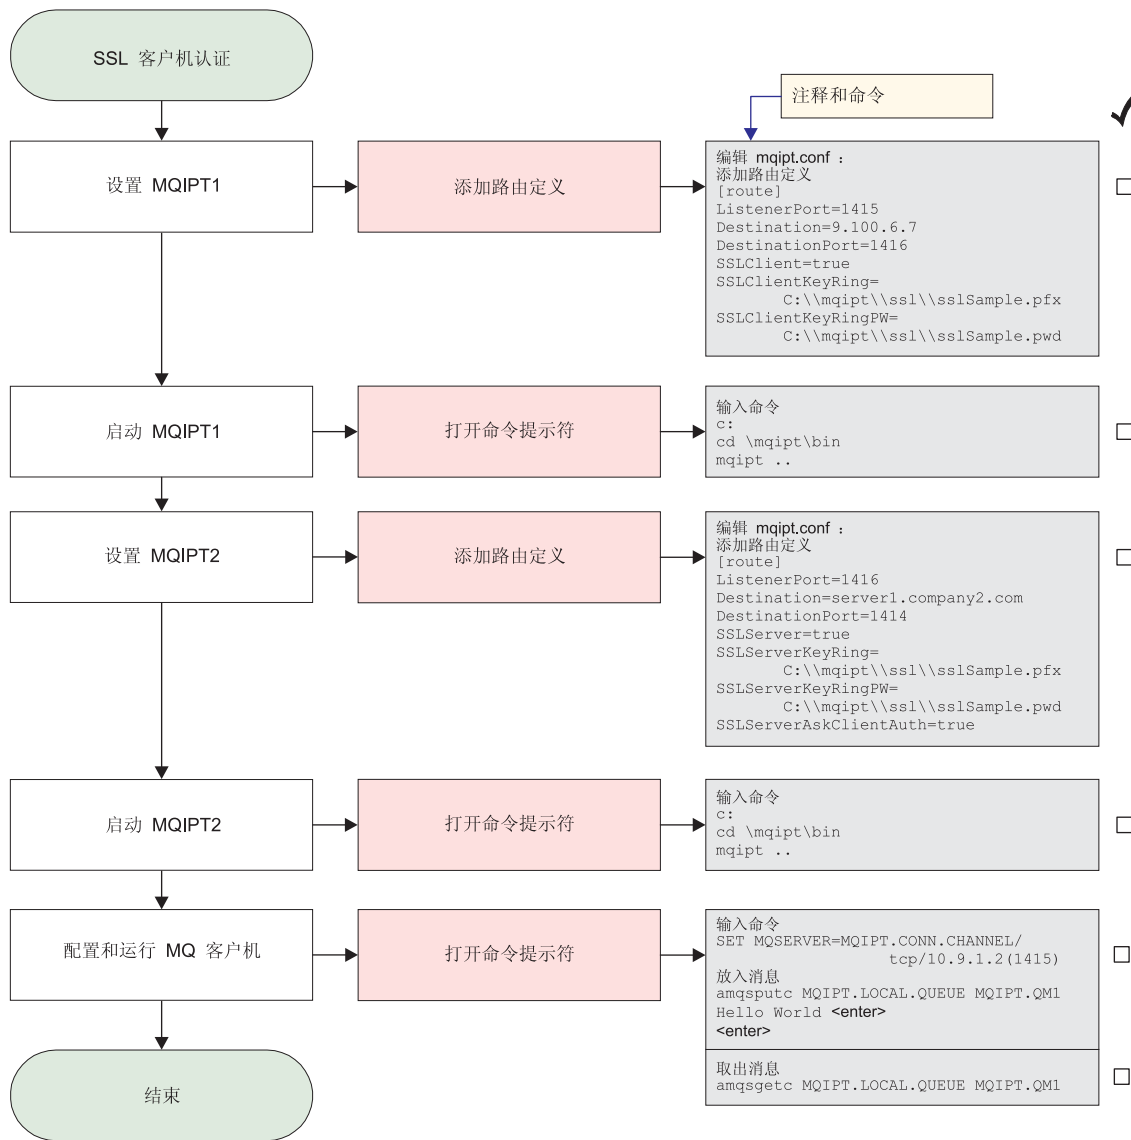 SSL 客户机认证
注释和命令
设置 MQIPT1
添加路由定义
编辑 mqipt.conf :
添加路由定义
[route]
ListenerPort=1415
Destination=9.100.6.7
DestinationPort=1416
SSLClient=true
SSLClientKeyRing=
C:\\mqipt\\ssl\\sslSample.pfx
SSLClientKeyRingPW=
C:\\mqipt\\ssl\\sslSample.pwd
启动 MQIPT1
打开命令提示符
输入命令
c:
cd \mqipt\bin
mqipt ..
设置 MQIPT2
添加路由定义
编辑 mqipt.conf :
添加路由定义
[route]
ListenerPort=1416
Destination=server1.company2.com
DestinationPort=1414
SSLServer=true
SSLServerKeyRing=
C:\\mqipt\\ssl\\sslSample.pfx
SSLServerKeyRingPW=
C:\\mqipt\\ssl\\sslSample.pwd
SSLServerAskClientAuth=true
启动 MQIPT2
打开命令提示符
输入命令
c:
cd \mqipt\bin
mqipt ..
配置和运行 MQ 客户机
打开命令提示符
输入命令
SET MQSERVER=MQIPT.CONN.CHANNEL/
tcp/10.9.1.2(1415)
放入消息
amqsputc MQIPT.LOCAL.QUEUE MQIPT.QM1
Hello World <enter>
<enter>
取出消息
amqsgetc MQIPT.LOCAL.QUEUE MQIPT.QM1
结束